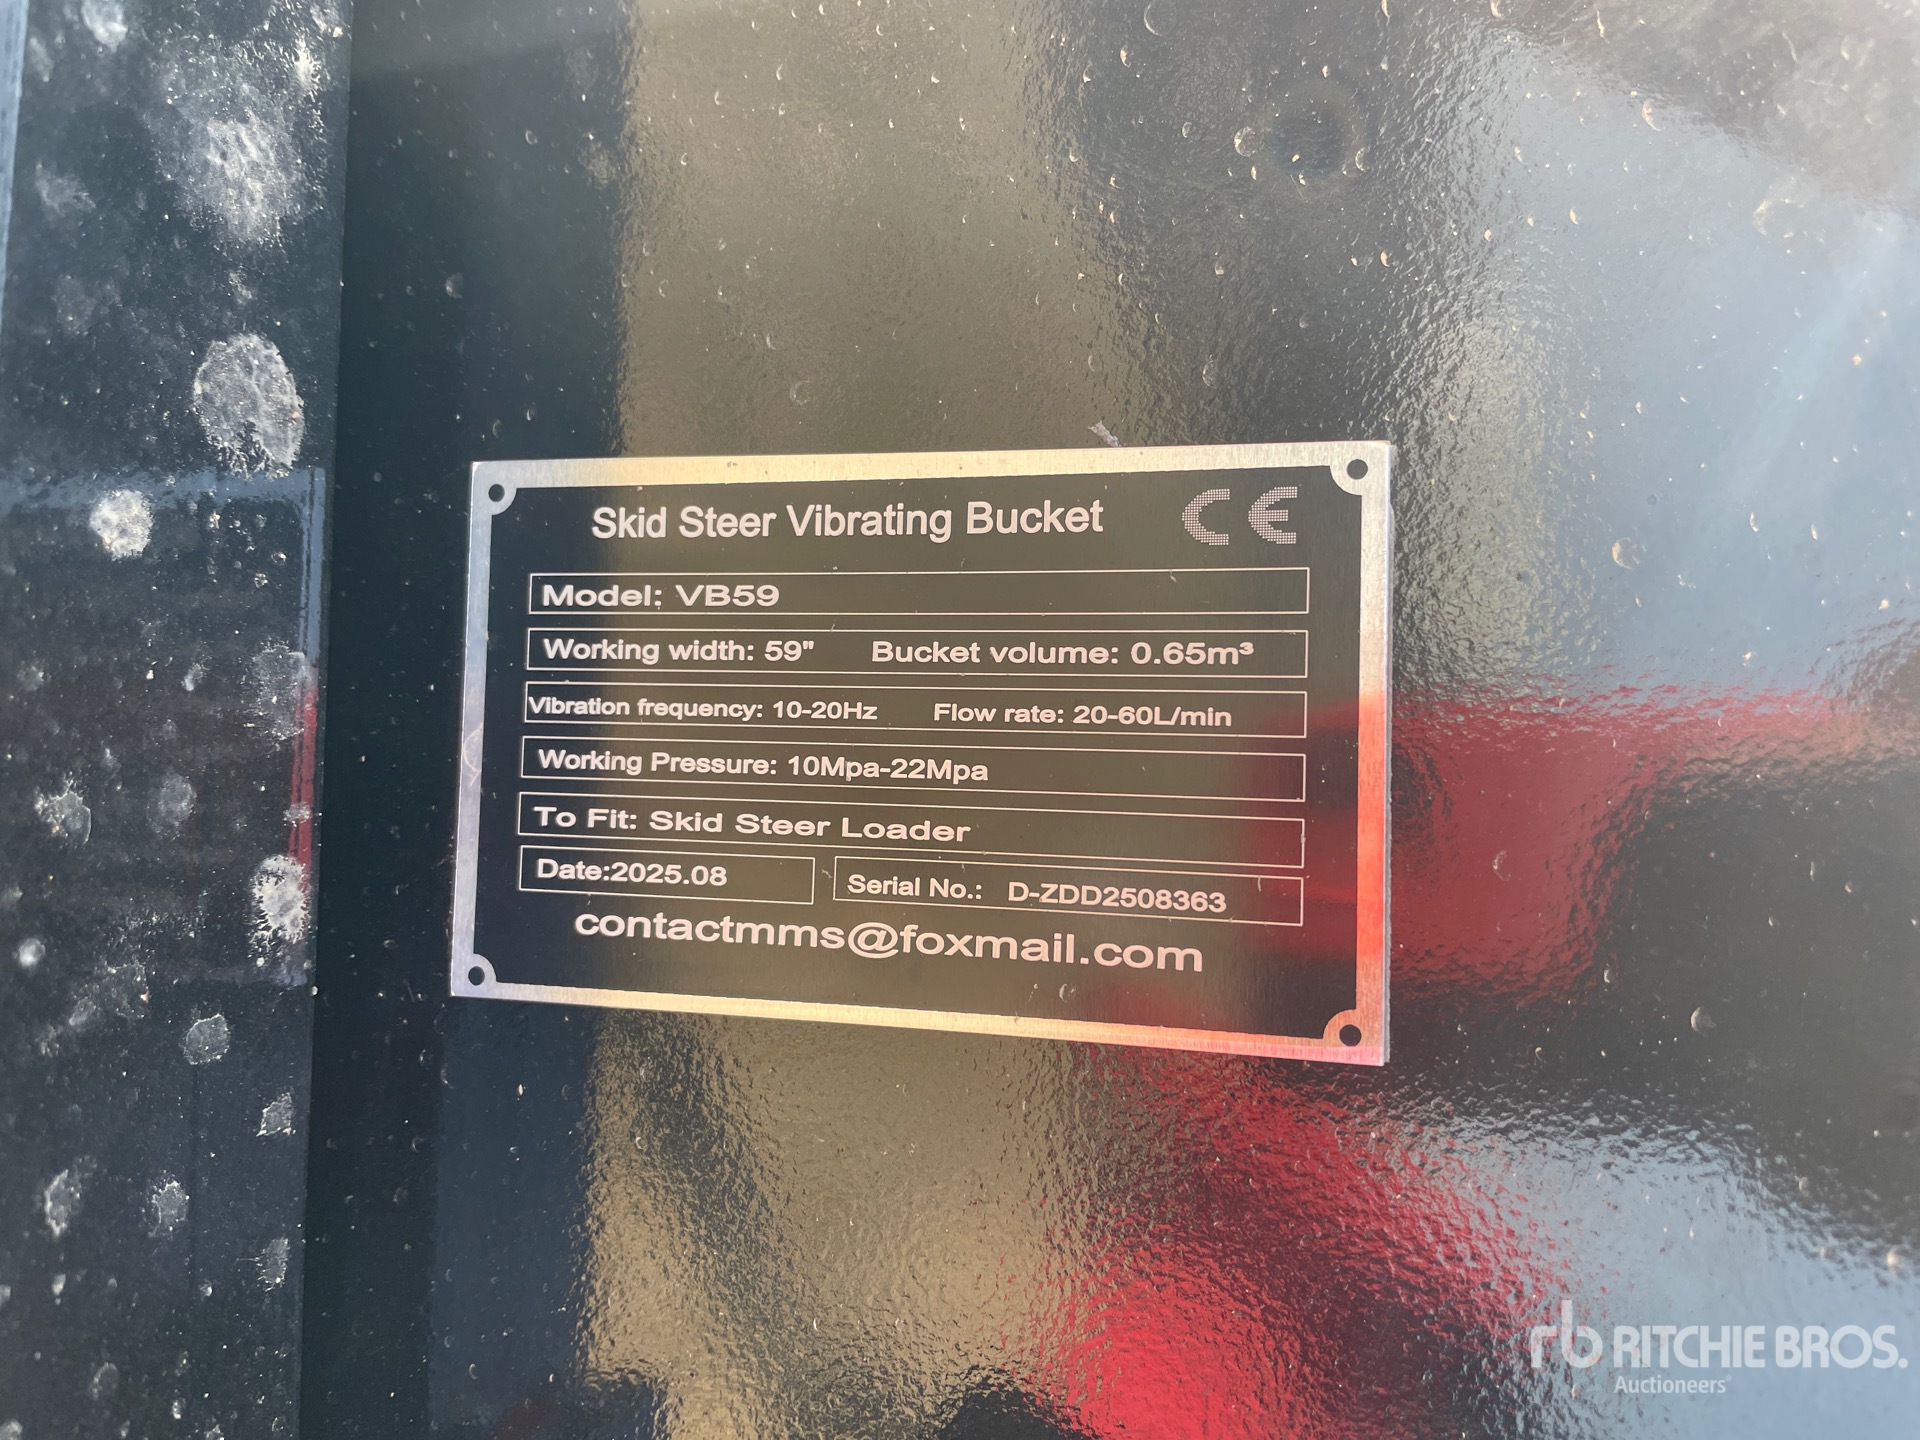 Skid Steer Vibrating Bucket CE
Model: VB59
Working width: 59" Bucket volume: 0.65m³
Vibration frequency: 10-20Hz Flow rate: 20-60L/min
Working Pressure: 10Mpa-22Mpa
To Fit: Skid Steer Loader
Date:2025.08 Serial No.: D-ZDD2508363
contactmms@foxmail.com
rb RITCHIE BROS.
Auctioneers